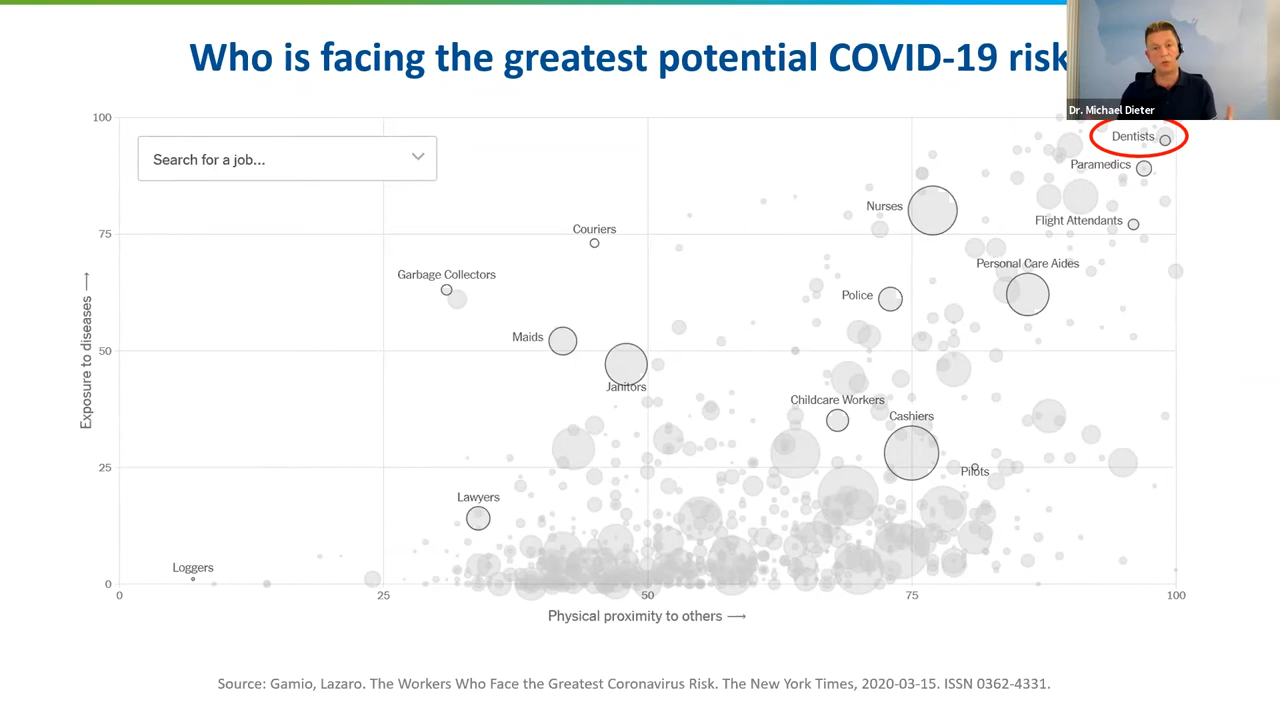 Who is facing the greatest potential COVID-19 risk
Dr. Michael Dieter
100
Search for a job...
Dentists
Paramedics
Nurses
Flight Attendants
75
Couriers
Personal Care Aides
Garbage Collectors
Police
Exposure to diseases →
Maids
50
Janitors
Childcare Workers
Cashiers
25
Pilots
Lawyers
Loggers
0
0
25
50
75
100
Physical proximity to others →
Source: Gamio, Lazaro. The Workers Who Face the Greatest Coronavirus Risk. The New York Times, 2020-03-15. ISSN 0362-4331.